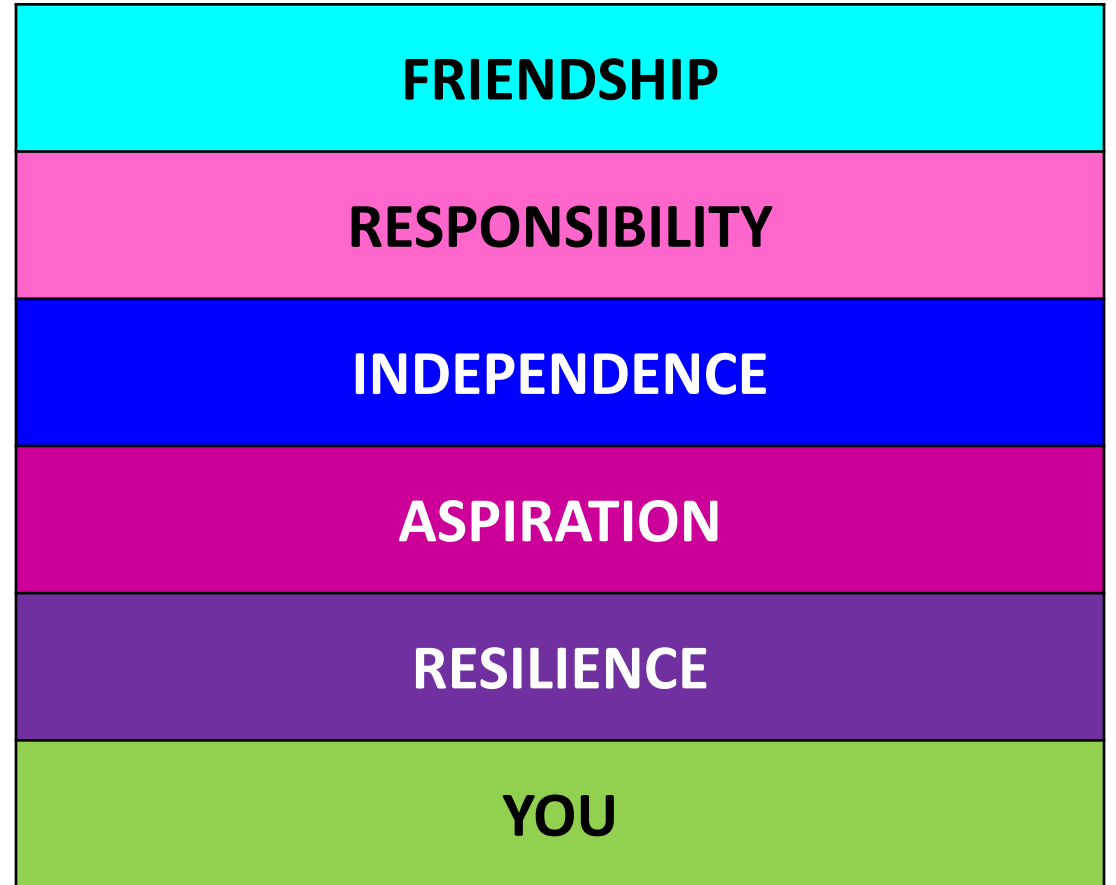 FRIENDSHIP
RESPONSIBILITY
INDEPENDENCE
ASPIRATION
RESILIENCE
YOU